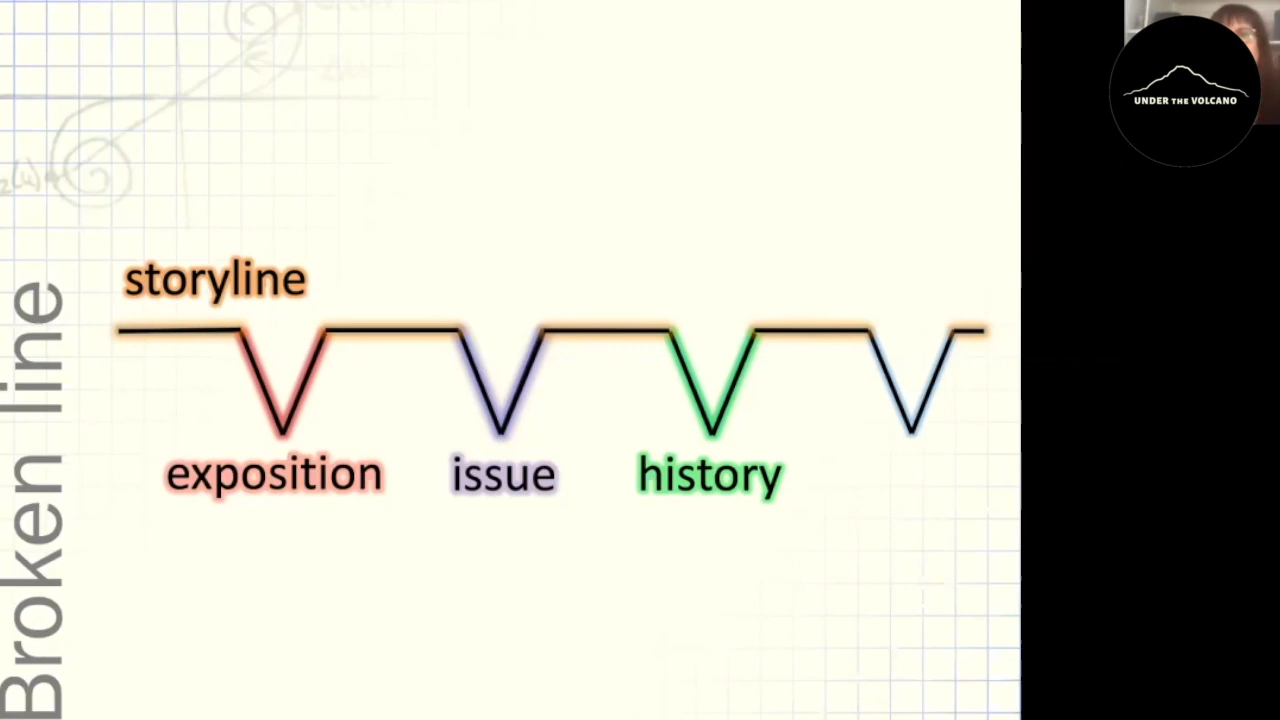 Broken line
storyline
exposition
issue
history
UNDER THE VOLCANO